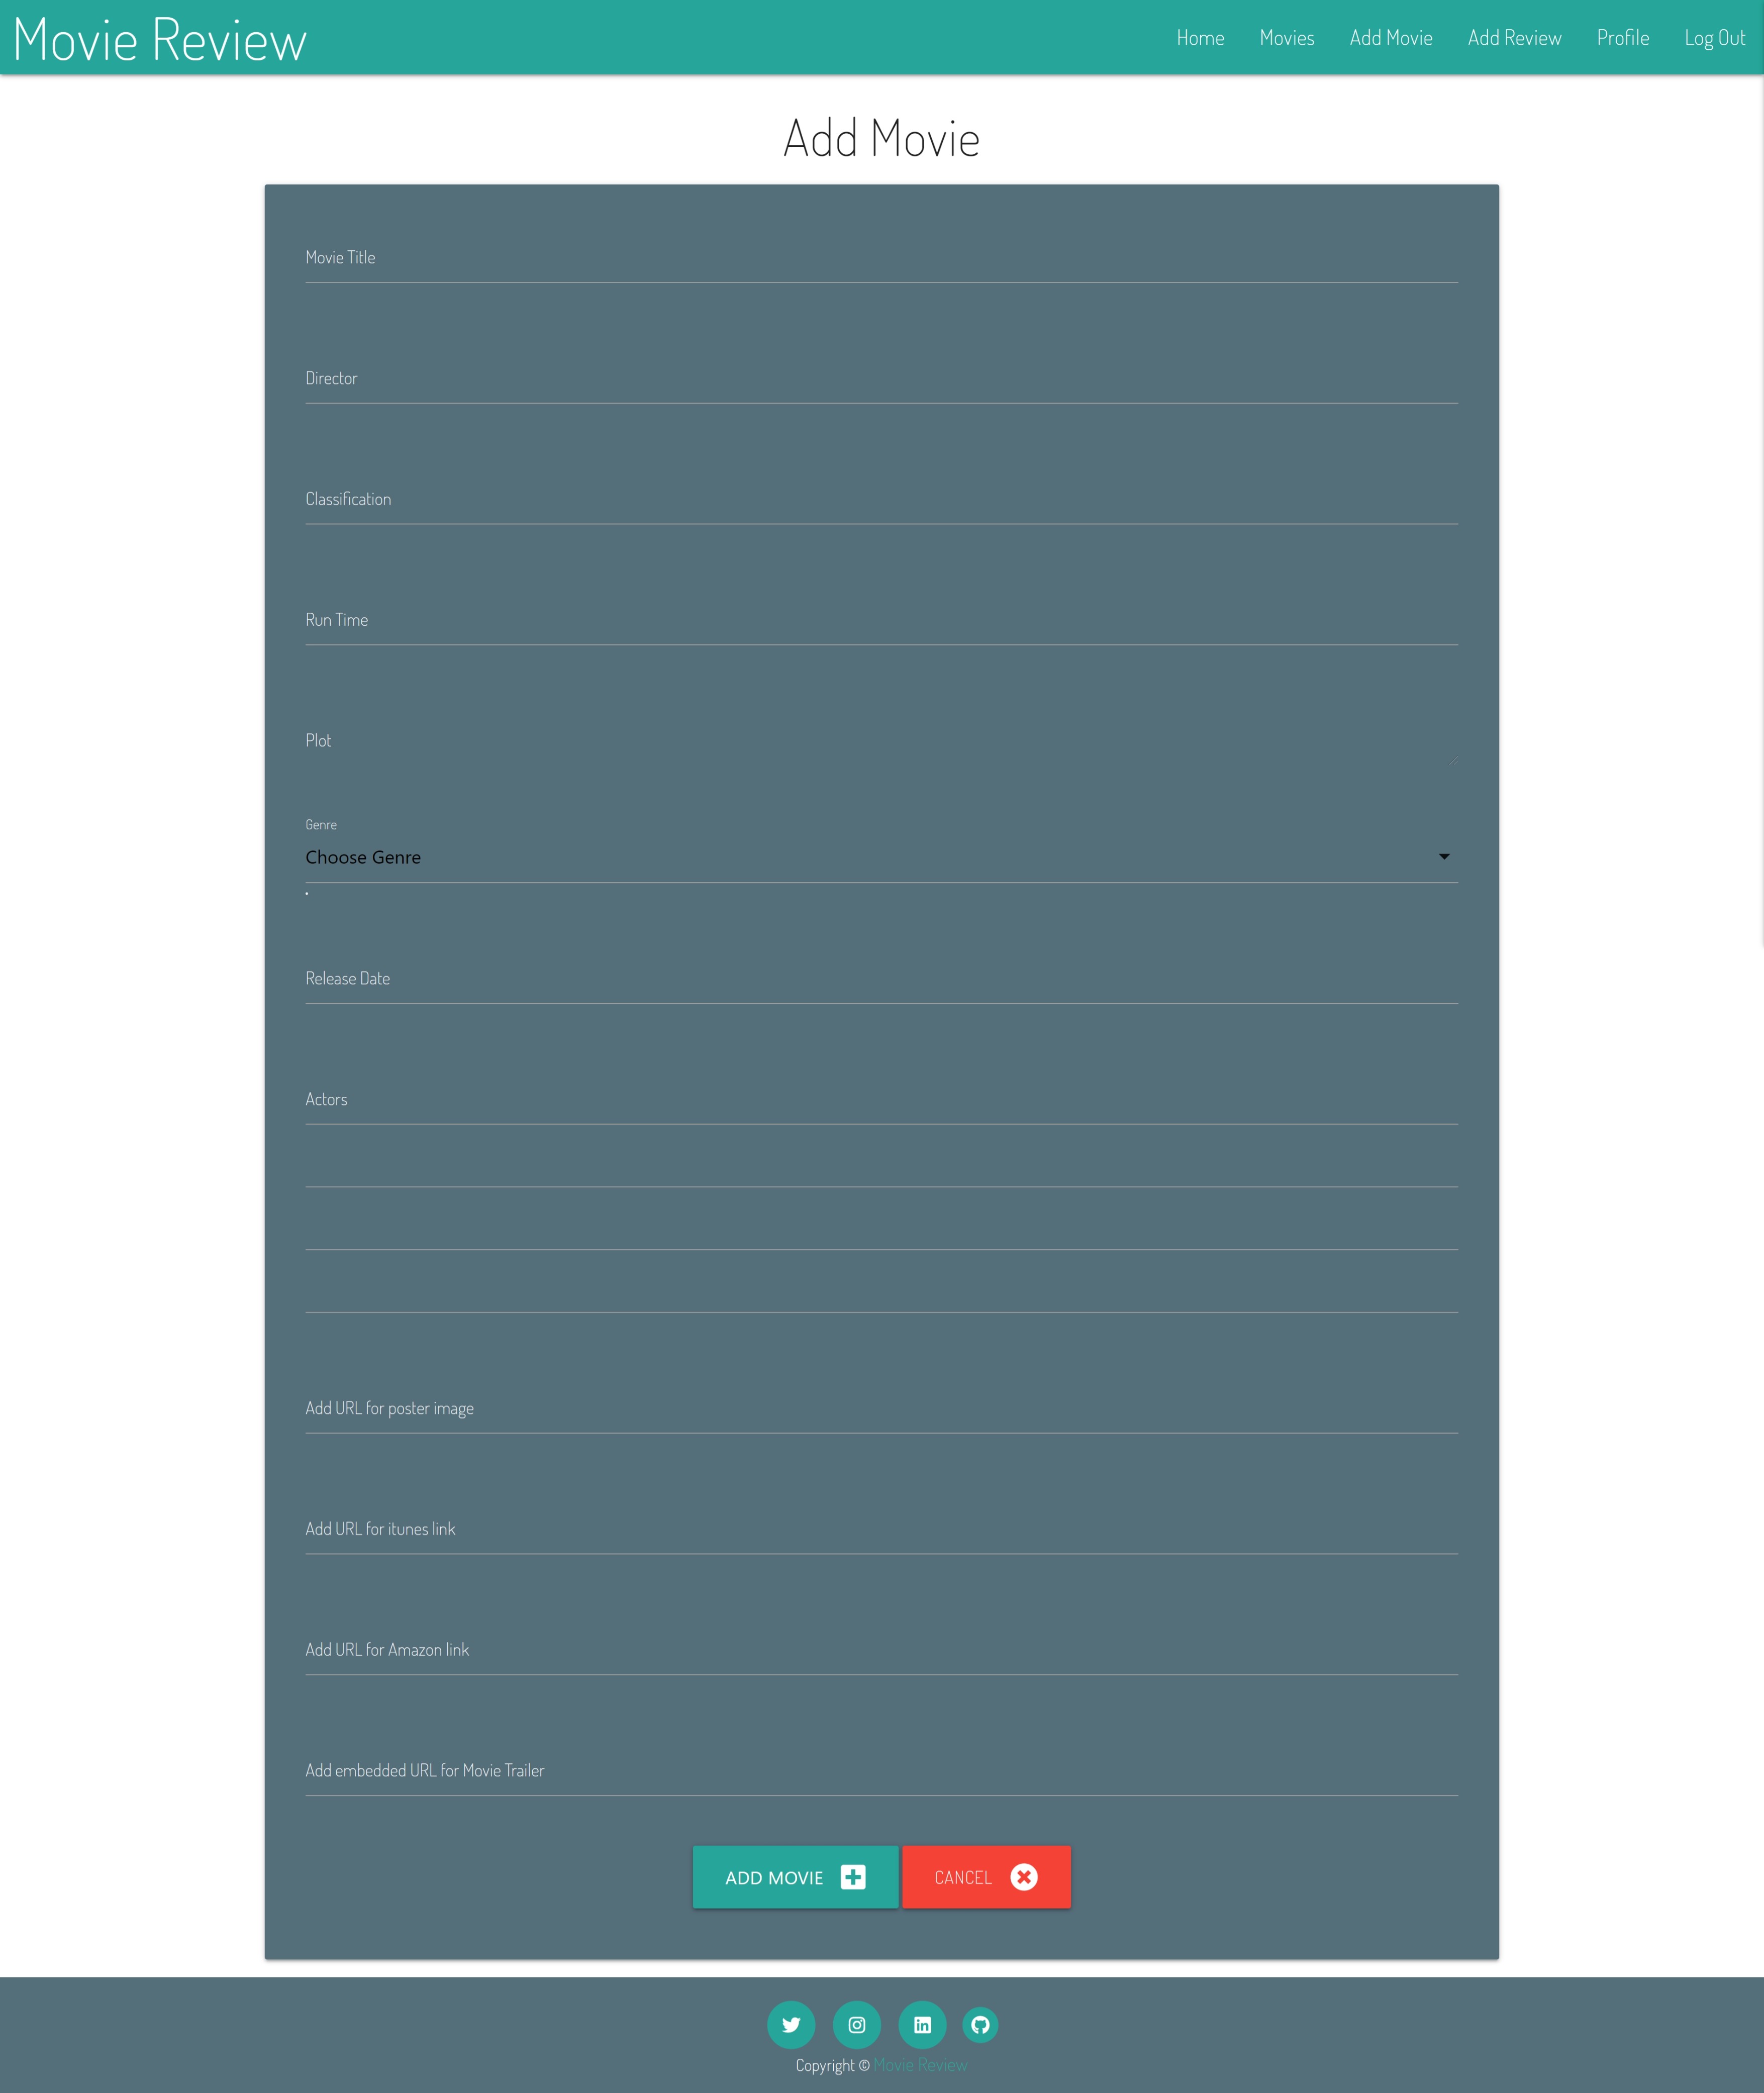 Movie Review
Home Movies Add Movie Add Review Profile Log Out
Add Movie
Movie Title
Director
Classification
Run Time
Plot
Genre
Choose Genre
.
Release Date
Actors
Add URL for poster image
Add URL for itunes link
Add URL for Amazon link
Add embedded URL for Movie Trailer
ADD MOVIE CANCEL
Copyright © Movie Review